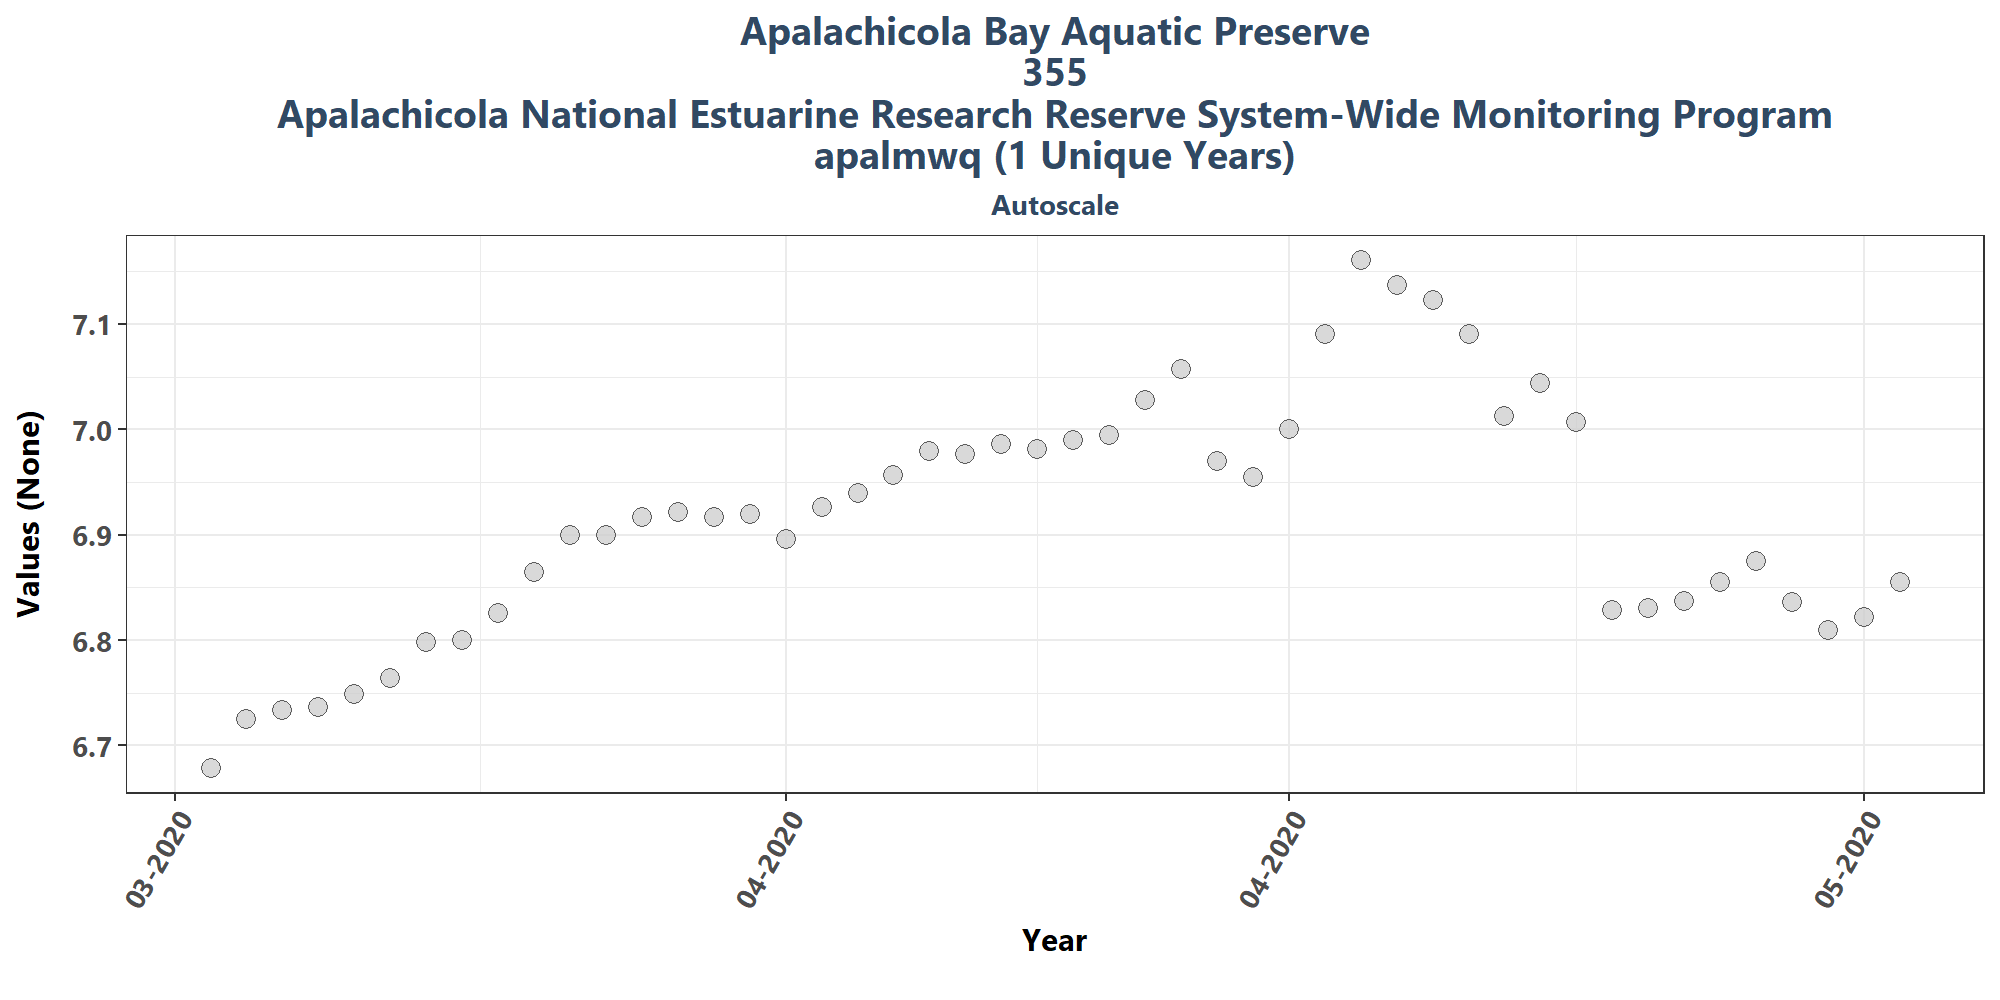 Apalachicola Bay Aquatic Preserve
355
Apalachicola National Estuarine Research Reserve System-Wide Monitoring Program
apalmwq (1 Unique Years)
Autoscale
Values (None)
7.1
7.0
6.9
6.8
6.7
03-2020
04-2020
04-2020
05-2020
Year